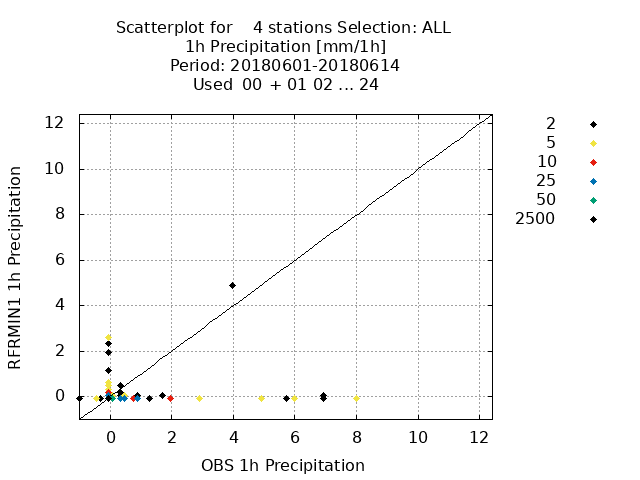 Scatterplot for 4 stations Selection: ALL
1h Precipitation [mm/1h]
Period: 20180601-20180614
Used 00 + 01 02 ... 24
RFRMIN1 1h Precipitation
12
10
8
6
4
2
0
0 2 4 6 8 10 12
OBS 1h Precipitation
2
5
10
25
50
2500